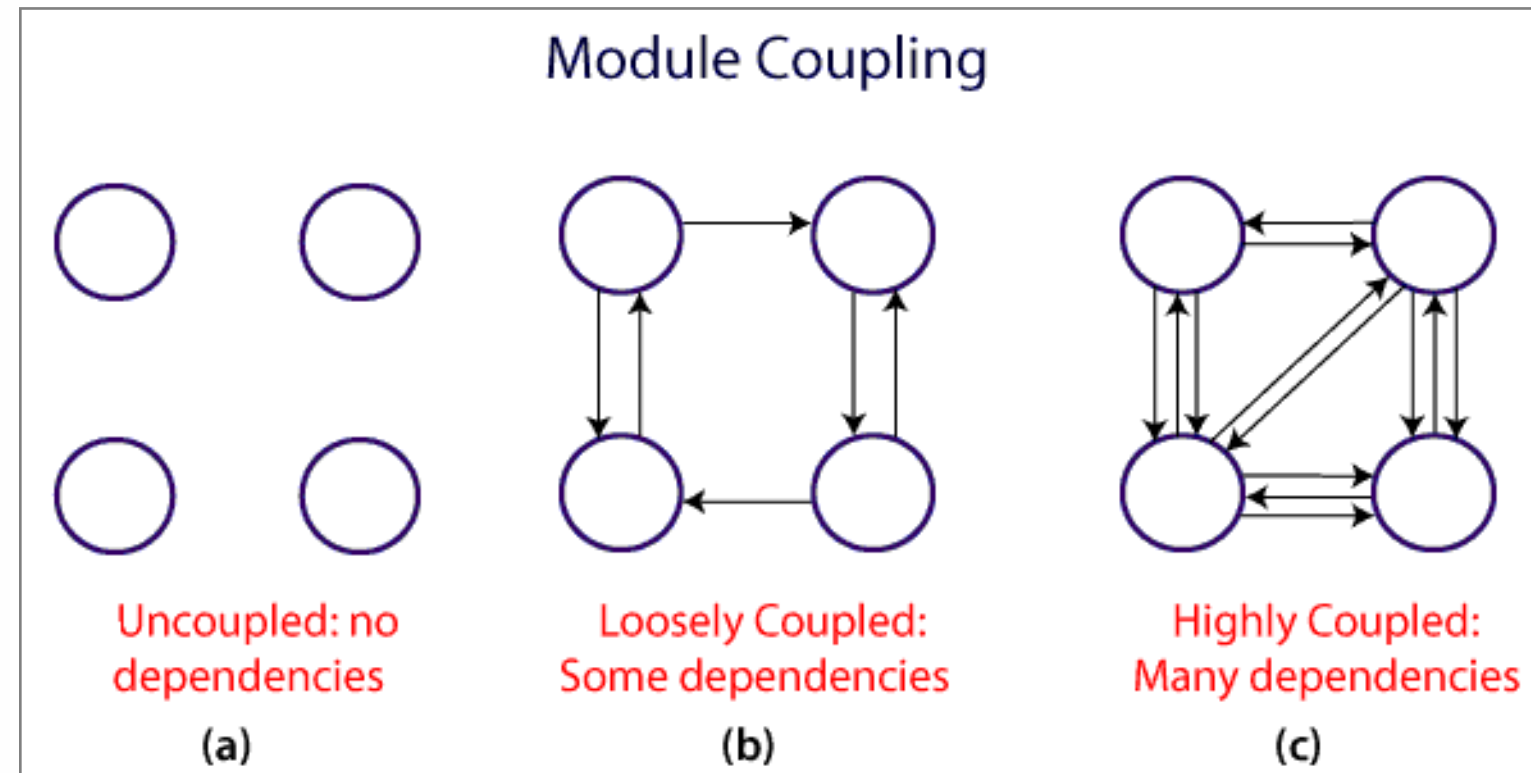 Module Coupling
Uncoupled: no
dependencies
(a)
Loosely Coupled:
Some dependencies
(b)
Highly Coupled:
Many dependencies
(c)